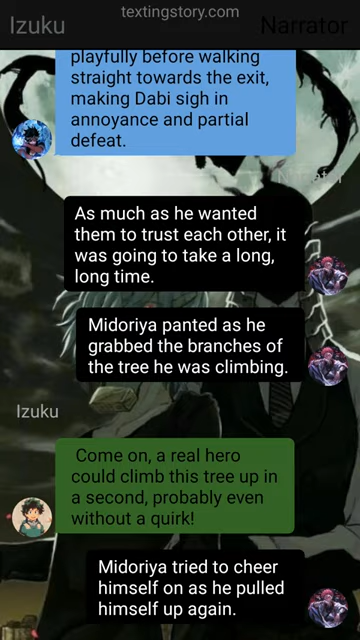 textingstory.com
Izuku
Narrator
playfully before walking
straight towards the exit,
making Dabi sigh in
annoyance and partial
defeat.
Narrator
As much as he wanted
them to trust each other, it
was going to take a long,
long time.
Midoriya panted as he
grabbed the branches of
the tree he was climbing.
Izuku
Come on, a real hero
could climb this tree up in
a second, probably even
without a quirk!
Midoriya tried to cheer
himself on as he pulled
himself up again.